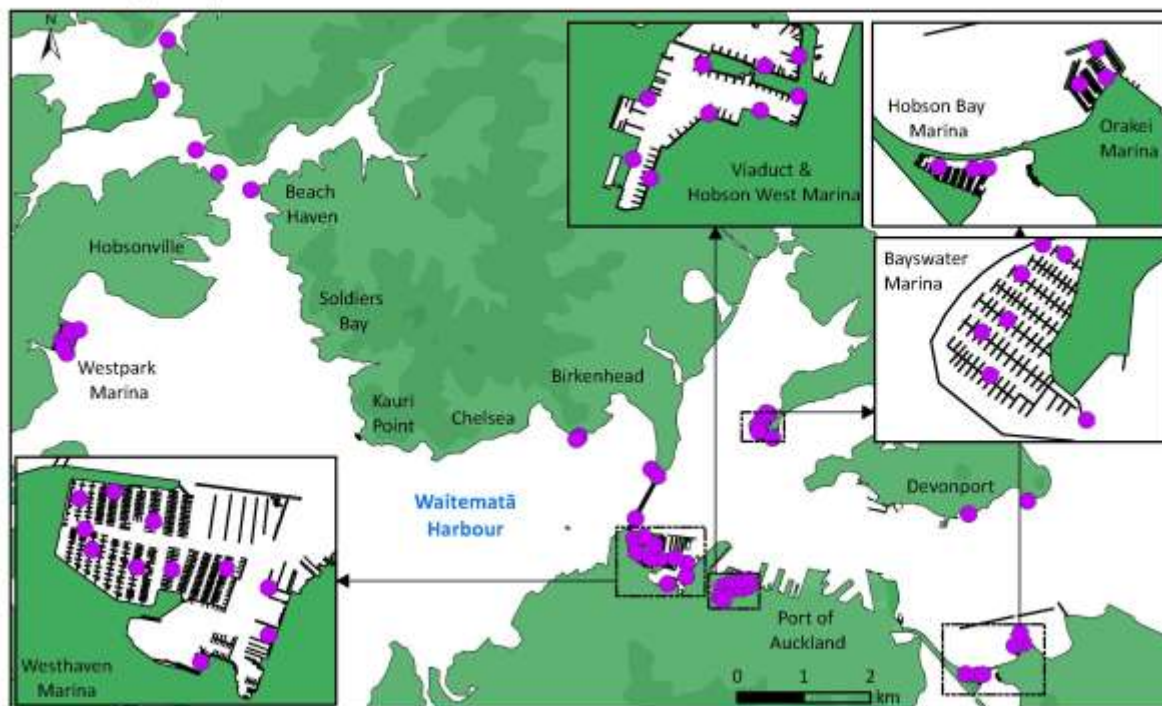 N
Viaduct &
Hobson West Marina
Hobson Bay
Marina
Orakei
Marina
Beach
Haven
Hobsonville
Bayswater
Marina
Soldiers
Bay
Westpark
Marina
Birkenhead
Kauri
Point
Chelsea
Waitematā
Harbour
Devonport
Port of
Auckland
Westhaven
Marina
0 1 2
km